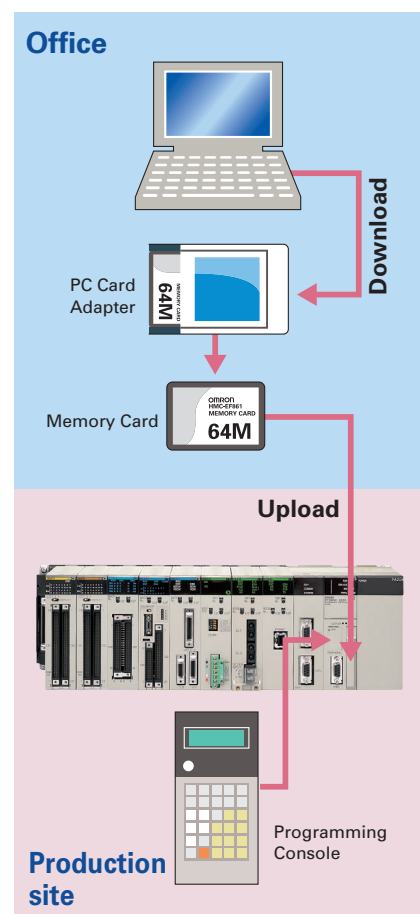 Office
Download
PC Card
Adapter
MEMORY CARD
64M
Memory Card
OMRON
HMC-EF861
MEMORY CARD
64M
Upload
Programming
Console
Production
site